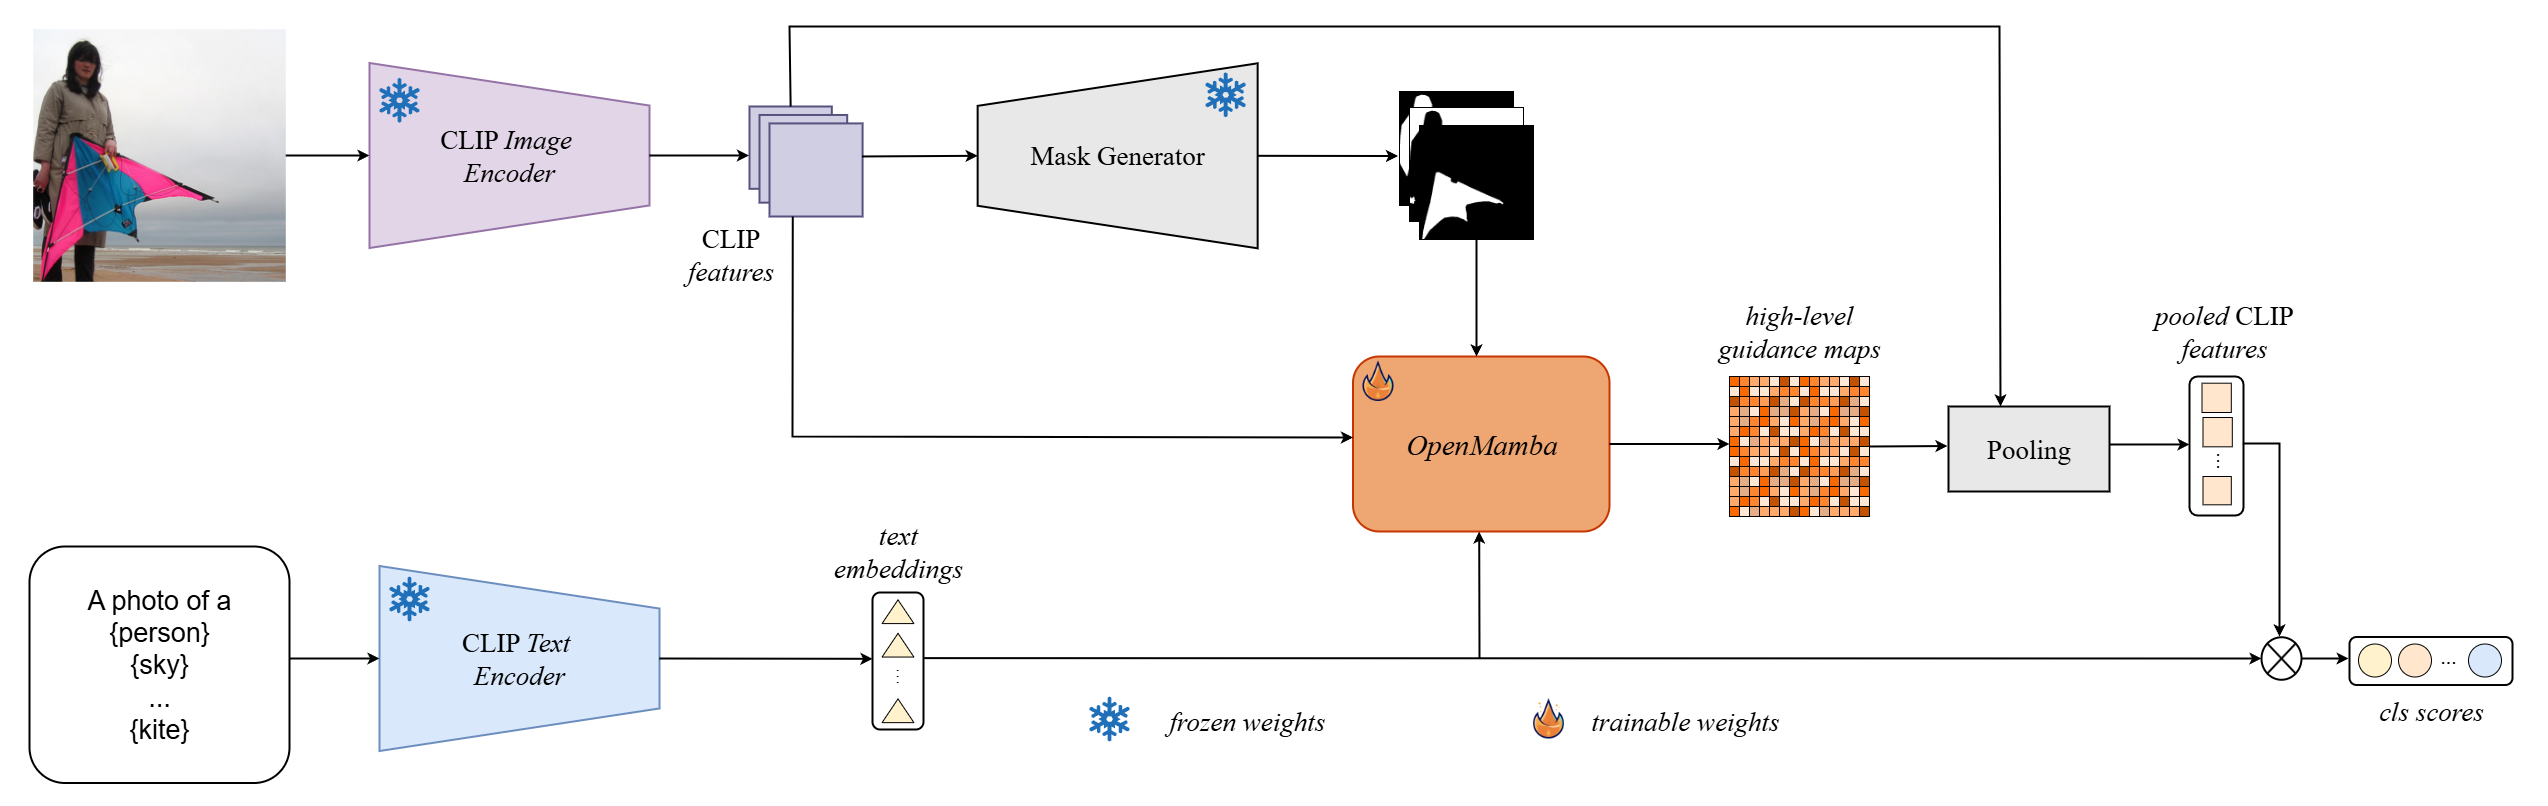 CLIP Image
Encoder
CLIP
features
Mask Generator
high-level
guidance maps
pooled CLIP
features
OpenMamba
Pooling
text
embeddings
A photo of a
{person}
{sky}
...
{kite}
CLIP Text
Encoder
frozen weights
trainable weights
...
cls scores